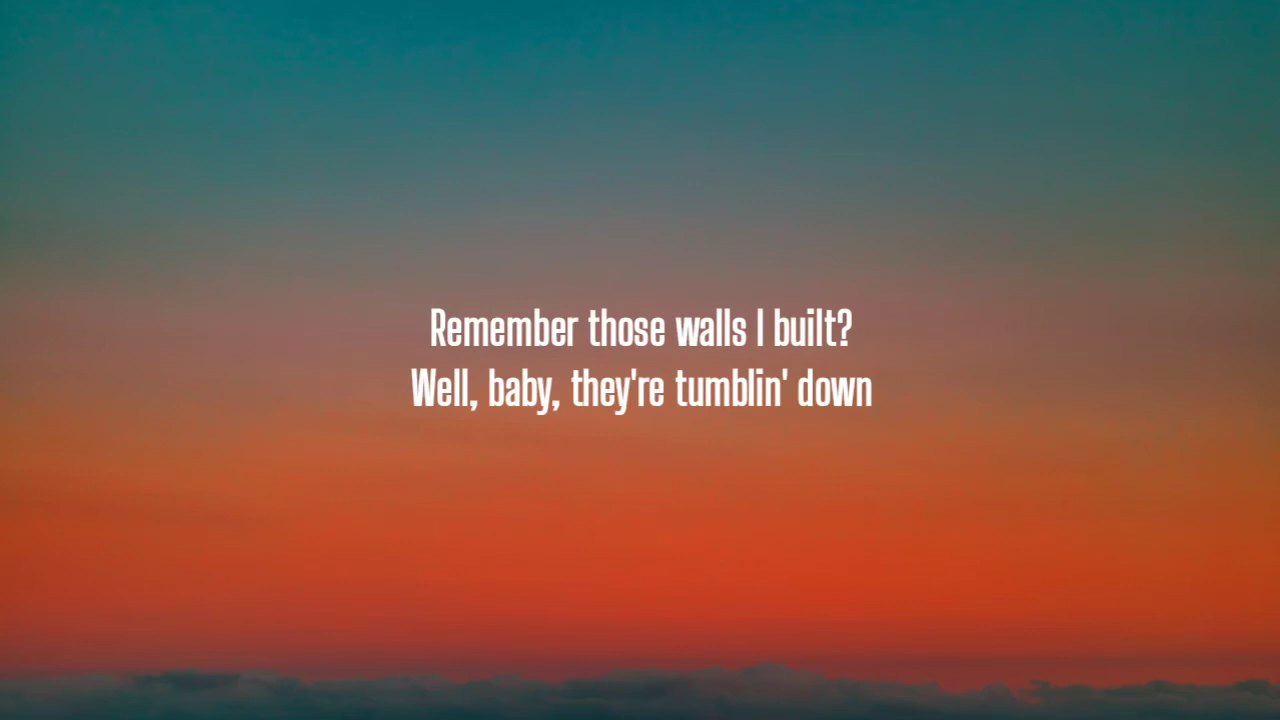 Remember those walls I built?
Well, baby, they're tumblin' down